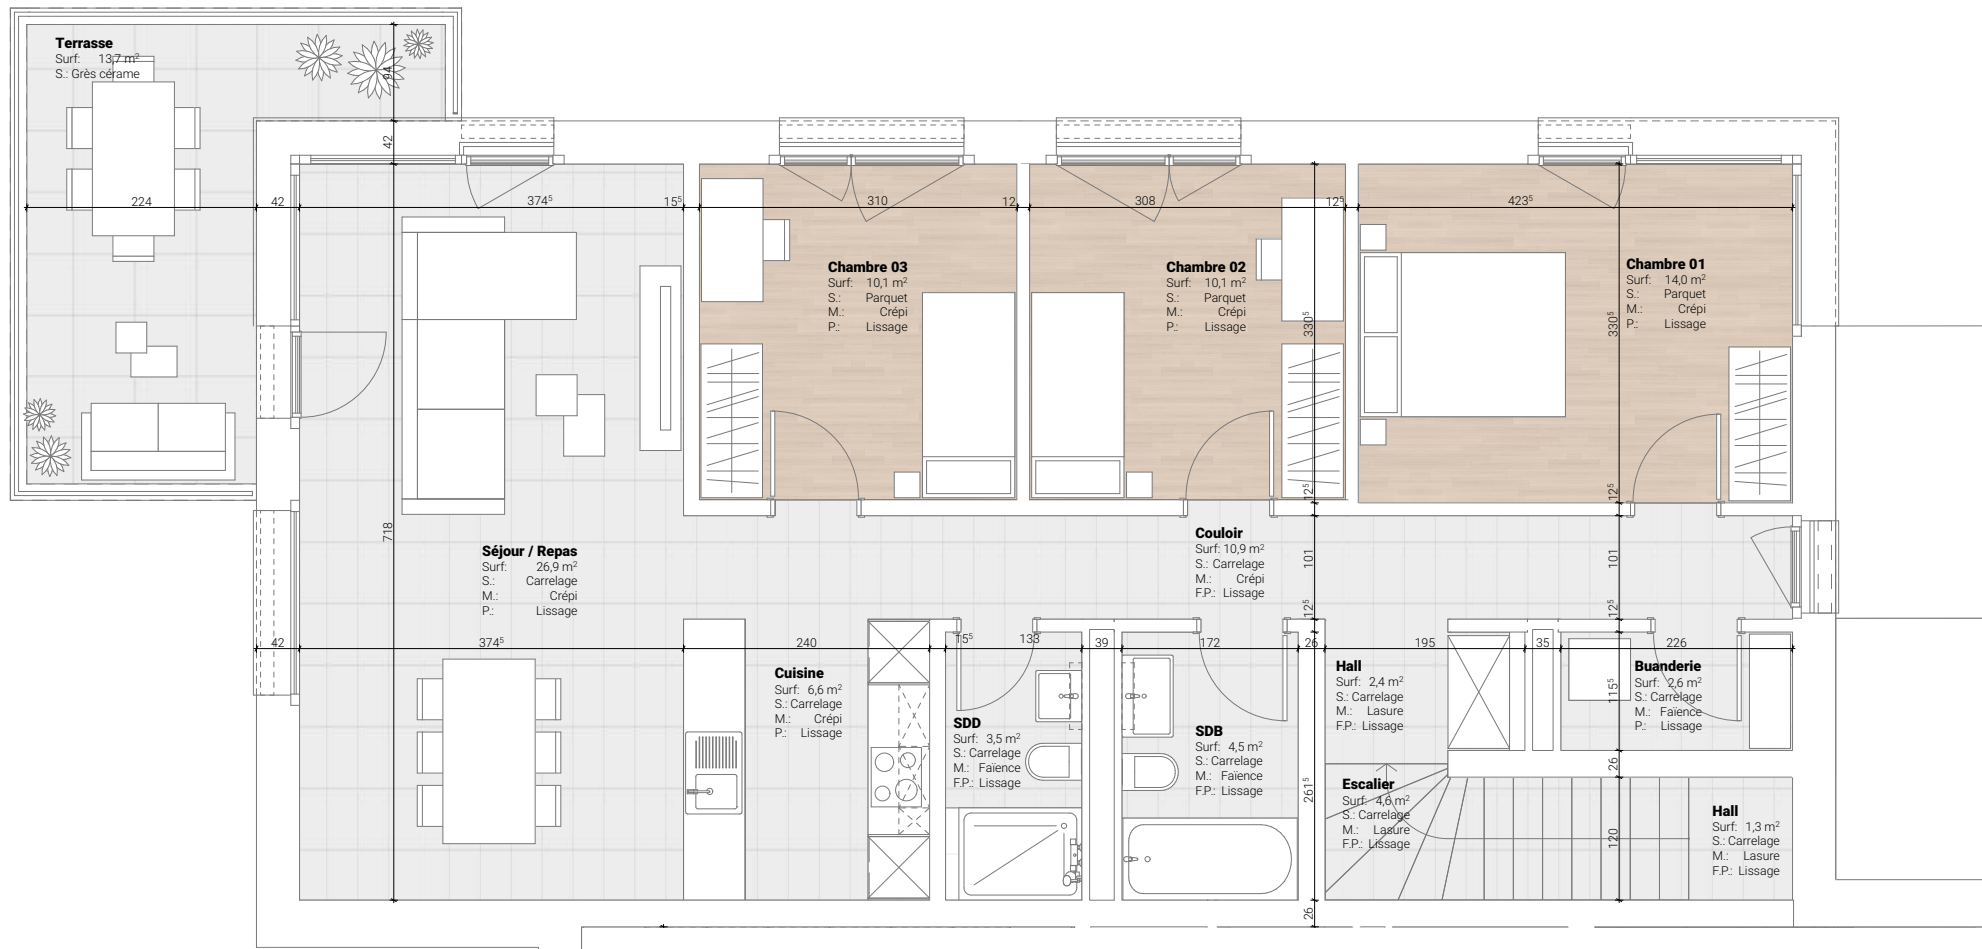 Terrasse
Surf: 13,7 m²
S.: Grès cérame
94
42
224
42
374⁵
15⁵
310
12
308
12⁵
423⁵
Chambre 03
Surf: 10,1 m²
S.: Parquet
M.: Crépi
P.: Lissage
Chambre 02
Surf: 10,1 m²
S.: Parquet
M.: Crépi
P.: Lissage
Chambre 01
Surf: 14,0 m²
S.: Parquet
M.: Crépi
P.: Lissage
330⁵
330⁵
12⁵
12⁵
718
Séjour / Repas
Surf: 26,9 m²
S.: Carrelage
M.: Crépi
P.: Lissage
Couloir
Surf: 10,9 m²
S.: Carrelage
M.: Crépi
F.P.: Lissage
101
101
12⁵
12⁵
42
374⁵
240
15⁵
133
39
172
26
195
35
226
Cuisine
Surf: 6,6 m²
S.: Carrelage
M.: Crépi
P.: Lissage
SDD
Surf: 3,5 m²
S.: Carrelage
M.: Faïence
F.P.: Lissage
SDB
Surf: 4,5 m²
S.: Carrelage
M.: Faïence
F.P.: Lissage
Hall
Surf: 2,4 m²
S.: Carrelage
M.: Lasure
F.P.: Lissage
Buanderie
Surf: 2,6 m²
S.: Carrelage
M.: Faïence
P.: Lissage
115⁵
26
261⁵
Escalier
Surf: 4,6 m²
S.: Carrelage
M.: Lasure
F.P.: Lissage
120
Hall
Surf: 1,3 m²
S.: Carrelage
M.: Lasure
F.P.: Lissage
26